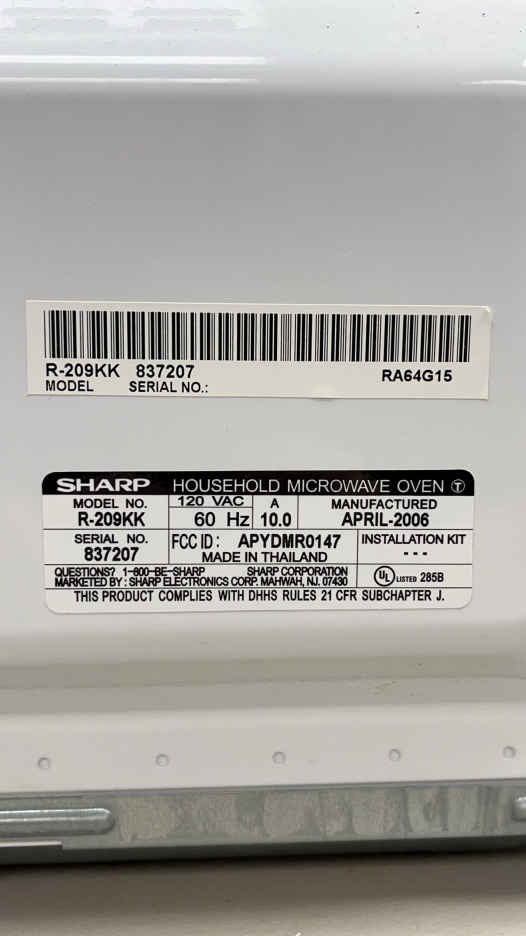 R-209KK 837207 RA64G15
MODEL SERIAL NO.:
SHARP HOUSEHOLD MICROWAVE OVEN T
MODEL NO. 120 VAC A MANUFACTURED
R-209KK 60 Hz 10.0 APRIL-2006
SERIAL NO. FCC ID: APYDMR0147 INSTALLATION KIT
837207 MADE IN THAILAND - - -
QUESTIONS? 1-800-BE-SHARP SHARP CORPORATION
MARKETED BY : SHARP ELECTRONICS CORP. MAHWAH, NJ. 07430 UL LISTED 285B
THIS PRODUCT COMPLIES WITH DHHS RULES 21 CFR SUBCHAPTER J.